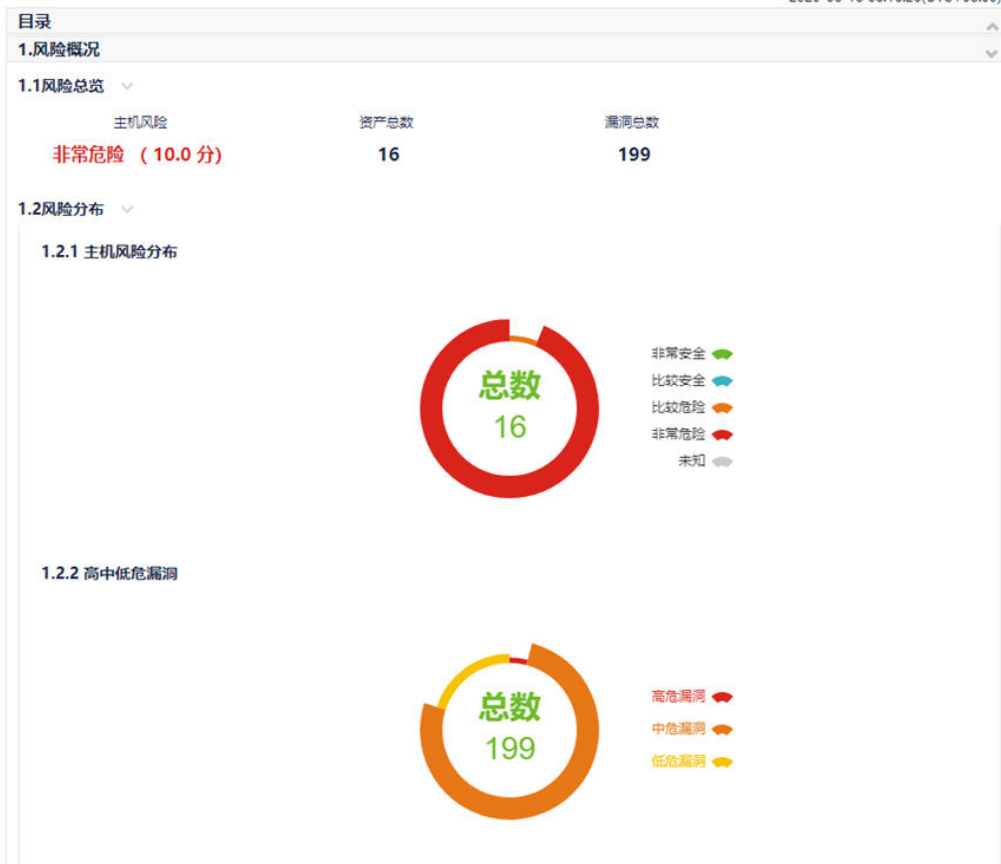 目录
1.风险概况
1.1风险总览
主机风险 资产总数 漏洞总数
非常危险 ( 10.0 分) 16 199
1.2风险分布
1.2.1 主机风险分布
总数
16
非常安全
比较安全
比较危险
非常危险
未知
1.2.2 高中低危漏洞
总数
199
高危漏洞
中危漏洞
低危漏洞